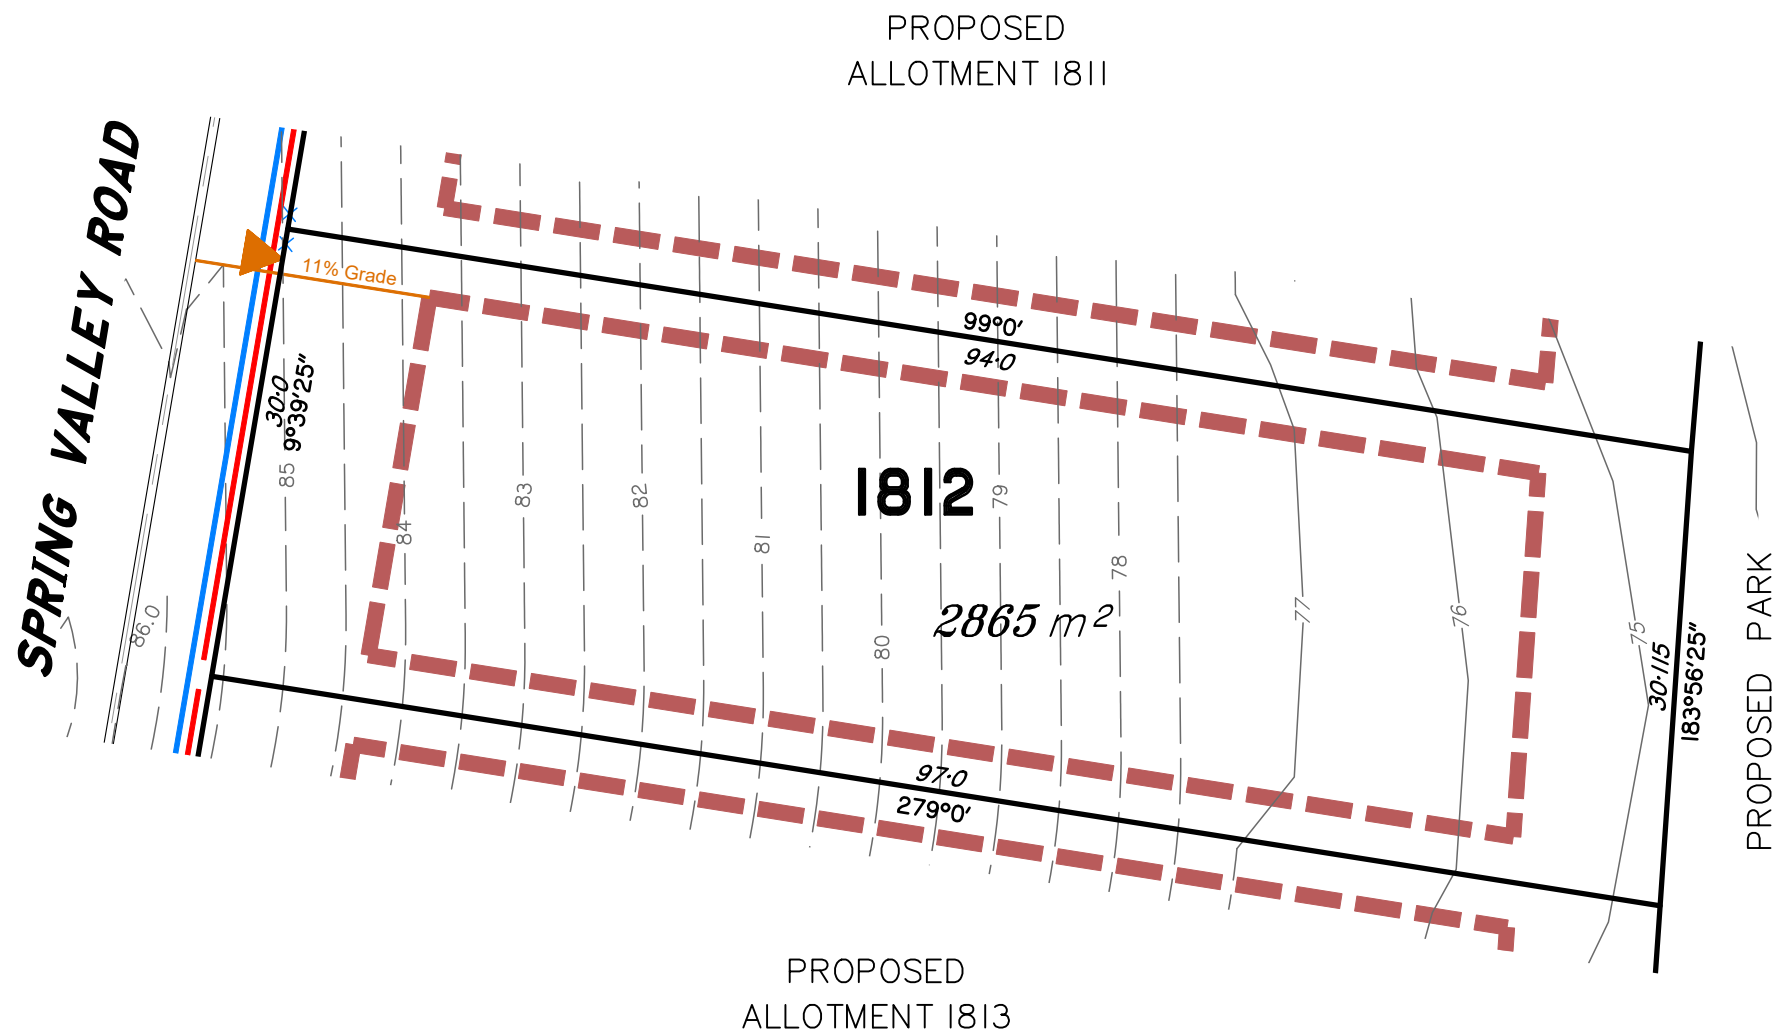 PROPOSED
ALLOTMENT 1811
SPRING VALLEY ROAD
11% Grade
99°0'
94·0
30·0
9°39'25"
85
84
83
82
81
80
79
78
77
76
75
86.0
1812
2865 m²
30·115
183°56'25"
PROPOSED PARK
97·0
279°0'
PROPOSED
ALLOTMENT 1813